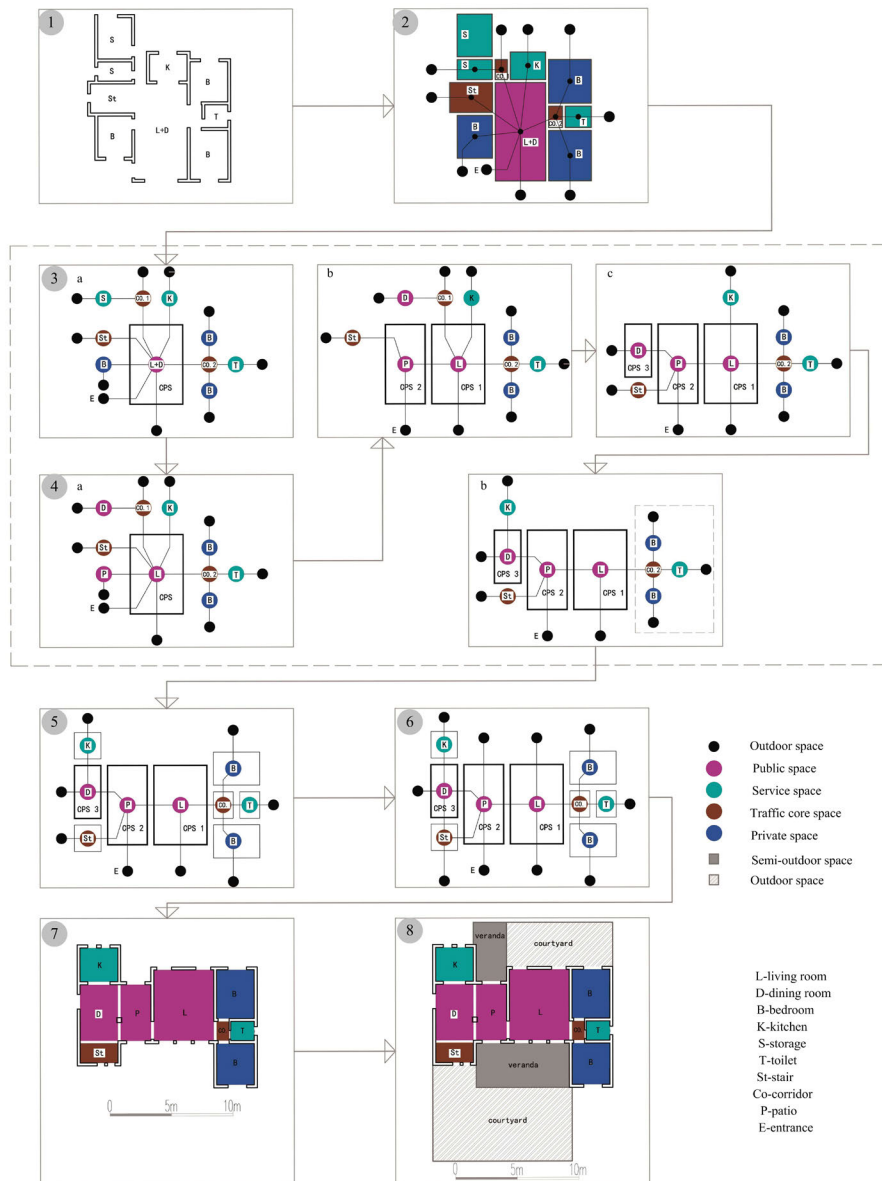 1
S
S
K
B
St
T
B
L+D
B
2
S
S
CO.
K
B
St
CO.2
T
B
L+D
B
E
3
a
S
CO.1
K
St
B
B
L+D
CO.2
T
CPS
B
E
b
D
CO.1
K
St
B
P
L
CO.2
T
CPS 2
CPS 1
B
E
c
K
D
B
CPS 3
P
L
CO.2
T
St
CPS 2
CPS 1
B
E
4
a
D
CO.1
K
St
B
P
L
CO.2
T
CPS
B
E
b
K
D
B
CPS 3
P
L
CO.2
T
St
CPS 2
CPS 1
B
E
5
K
B
D
CPS 3
P
L
CO.
T
St
CPS 2
CPS 1
B
E
6
K
B
D
CPS 3
P
L
CO.
T
St
CPS 2
CPS 1
B
E
Outdoor space
Public space
Service space
Traffic core space
Private space
Semi-outdoor space
Outdoor space
7
K
B
D
P
L
CO.
T
St
B
0
5m
10m
8
veranda
courtyard
K
B
D
P
L
CO.
T
St
veranda
B
courtyard
0
5m
10m
L-living room
D-dining room
B-bedroom
K-kitchen
S-storage
T-toilet
St-stair
Co-corridor
P-patio
E-entrance